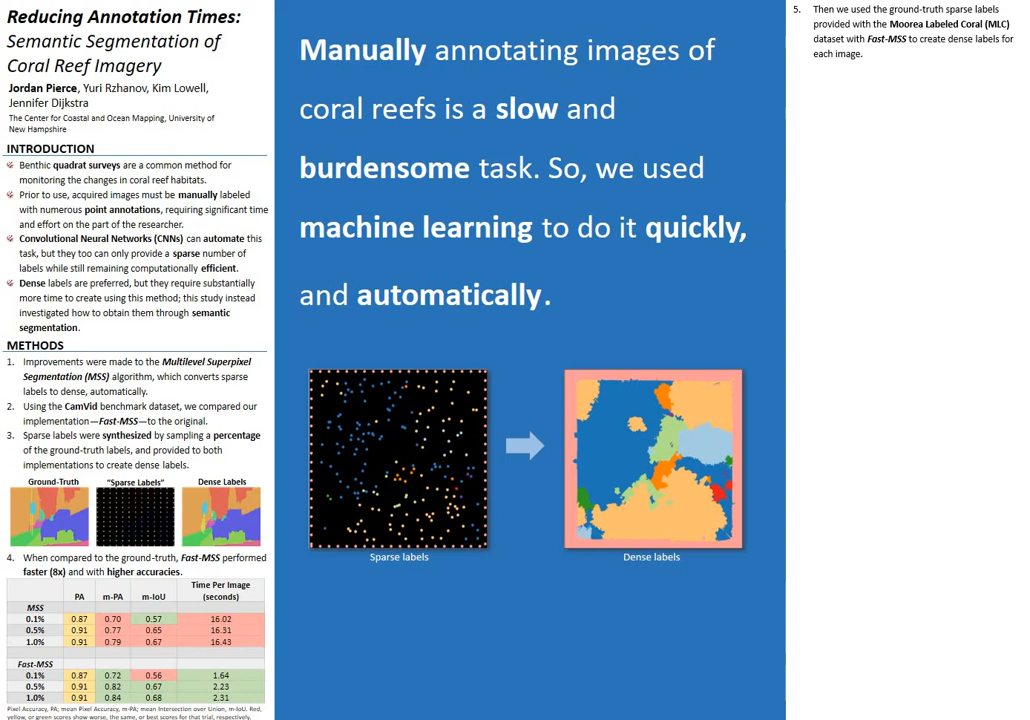 Reducing Annotation Times:
Semantic Segmentation of
Coral Reef Imagery
Jordan Pierce, Yuri Rzhanov, Kim Lowell,
Jennifer Dijkstra
The Center for Coastal and Ocean Mapping, University of
New Hampshire
INTRODUCTION
Benthic quadrat surveys are a common method for
monitoring the changes in coral reef habitats.
Prior to use, acquired images must be manually labeled
with numerous point annotations, requiring significant time
and effort on the part of the researcher.
Convolutional Neural Networks (CNNs) can automate this
task, but they too can only provide a sparse number of
labels while still remaining computationally efficient.
Dense labels are preferred, but they require substantially
more time to create using this method; this study instead
investigated how to obtain them through semantic
segmentation.
METHODS
1. Improvements were made to the Multilevel Superpixel
Segmentation (MSS) algorithm, which converts sparse
labels to dense, automatically.
2. Using the CamVid benchmark dataset, we compared our
implementation—Fast-MSS—to the original.
3. Sparse labels were synthesized by sampling a percentage
of the ground-truth labels, and provided to both
implementations to create dense labels.
Ground-Truth "Sparse Labels" Dense Labels
4. When compared to the ground-truth, Fast-MSS performed
faster (8x) and with higher accuracies.
PA m-PA m-IoU Time Per Image (seconds)
MSS
0.1% 0.87 0.70 0.57 16.02
0.5% 0.91 0.77 0.65 16.31
1.0% 0.91 0.79 0.67 16.43
Fast-MSS
0.1% 0.87 0.72 0.56 1.64
0.5% 0.91 0.82 0.67 2.23
1.0% 0.91 0.84 0.68 2.31
Pixel Accuracy, PA; mean Pixel Accuracy, m-PA; mean Intersection over Union, m-IoU. Red,
yellow, or green scores show worse, the same, or best scores for that trial, respectively.
Manually annotating images of
coral reefs is a slow and
burdensome task. So, we used
machine learning to do it quickly,
and automatically.
Sparse labels
Dense labels
5. Then we used the ground-truth sparse labels
provided with the Moorea Labeled Coral (MLC)
dataset with Fast-MSS to create dense labels for
each image.